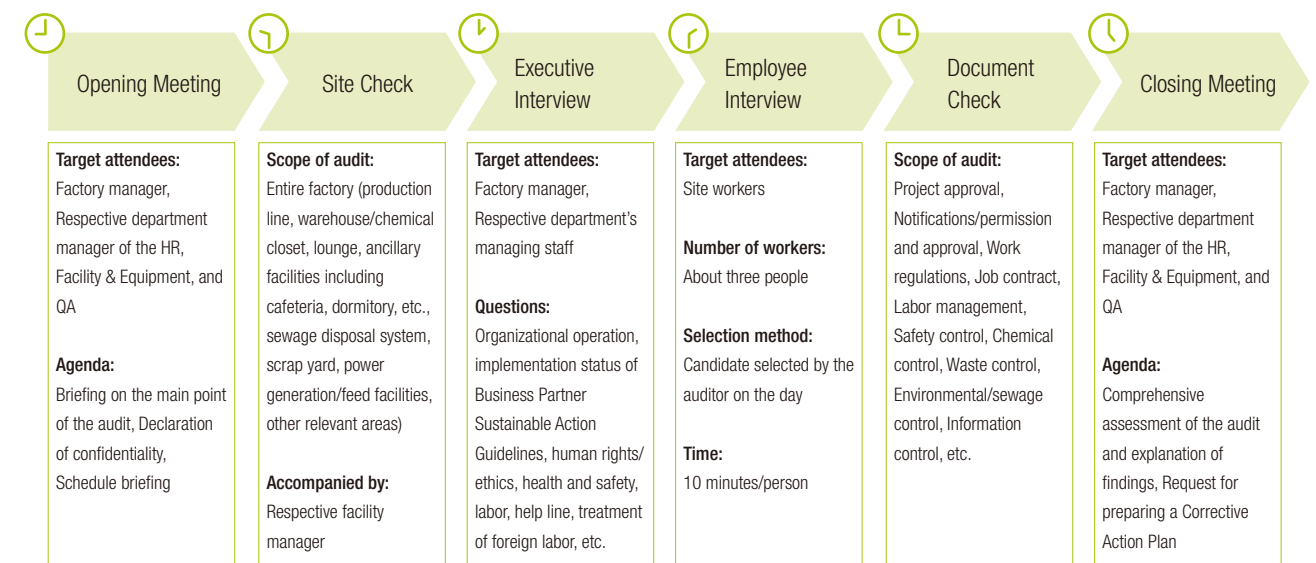 Opening Meeting
Site Check
Executive
Interview
Employee
Interview
Document
Check
Closing Meeting
Target attendees:
Factory manager,
Respective department
manager of the HR,
Facility & Equipment, and
QA
Agenda:
Briefing on the main point
of the audit, Declaration
of confidentiality,
Schedule briefing
Scope of audit:
Entire factory (production
line, warehouse/chemical
closet, lounge, ancillary
facilities including
cafeteria, dormitory, etc.,
sewage disposal system,
scrap yard, power
generation/feed facilities,
other relevant areas)
Accompanied by:
Respective facility
manager
Target attendees:
Factory manager,
Respective department's
managing staff
Questions:
Organizational operation,
implementation status of
Business Partner
Sustainable Action
Guidelines, human rights/
ethics, health and safety,
labor, help line, treatment
of foreign labor, etc.
Target attendees:
Site workers
Number of workers:
About three people
Selection method:
Candidate selected by the
auditor on the day
Time:
10 minutes/person
Scope of audit:
Project approval,
Notifications/permission
and approval, Work
regulations, Job contract,
Labor management,
Safety control, Chemical
control, Waste control,
Environmental/sewage
control, Information
control, etc.
Target attendees:
Factory manager,
Respective department
manager of the HR,
Facility & Equipment, and
QA
Agenda:
Comprehensive
assessment of the audit
and explanation of
findings, Request for
preparing a Corrective
Action Plan